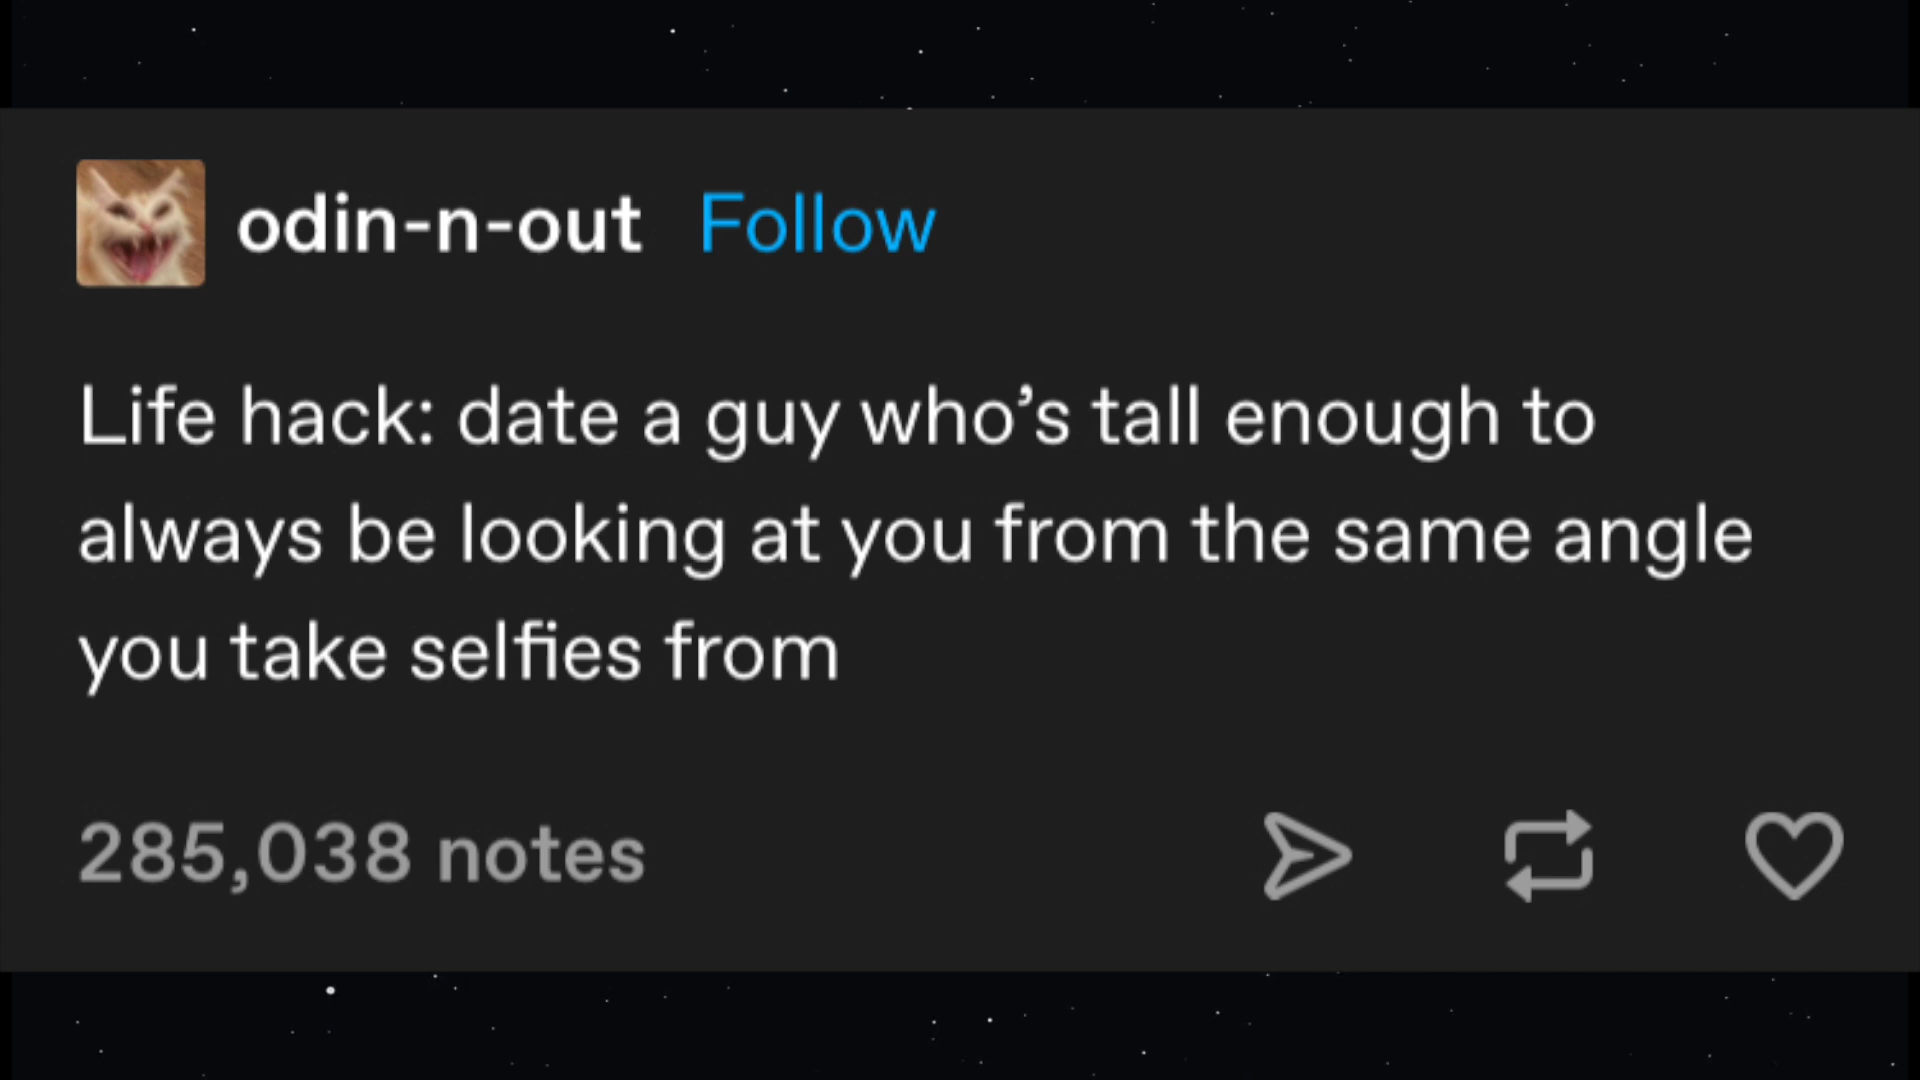 odin-n-out Follow
Life hack: date a guy who’s tall enough to
always be looking at you from the same angle
you take selfies from
285,038 notes